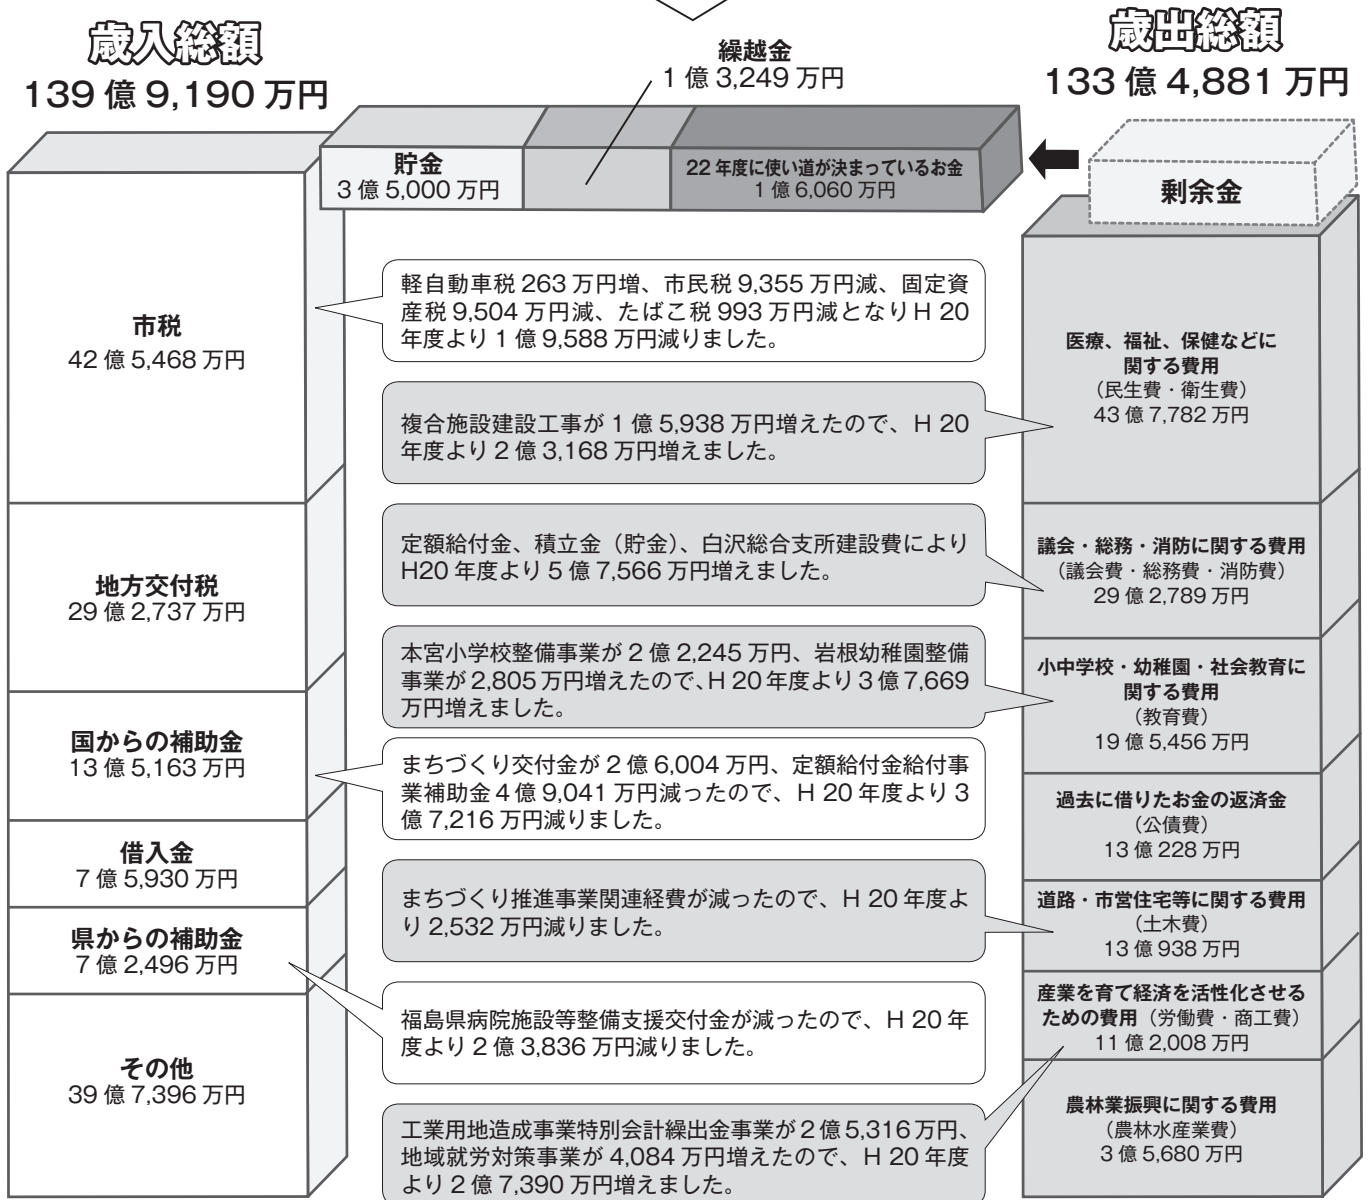 歳入総額
139 億 9,190 万円
繰越金
1 億 3,249 万円
歳出総額
133 億 4,881 万円
貯金
3 億 5,000 万円
22 年度に使い道が決まっているお金
1 億 6,060 万円
剰余金
市税
42 億 5,468 万円
地方交付税
29 億 2,737 万円
国からの補助金
13 億 5,163 万円
借入金
7 億 5,930 万円
県からの補助金
7 億 2,496 万円
その他
39 億 7,396 万円
軽自動車税 263 万円増、市民税 9,355 万円減、固定資
産税 9,504 万円減、たばこ税 993 万円減となり H 20
年度より 1 億 9,588 万円減りました。
複合施設建設工事が 1 億 5,938 万円増えたので、H 20
年度より 2 億 3,168 万円増えました。
定額給付金、積立金（貯金）、白沢総合支所建設費により
H20 年度より 5 億 7,566 万円増えました。
本宮小学校整備事業が 2 億 2,245 万円、岩根幼稚園整備
事業が 2,805 万円増えたので、H 20 年度より 3 億 7,669
万円増えました。
まちづくり交付金が 2 億 6,004 万円、定額給付金給付事
業補助金 4 億 9,041 万円減ったので、H 20 年度より 3
億 7,216 万円減りました。
まちづくり推進事業関連経費が減ったので、H 20 年度よ
り 2,532 万円減りました。
福島県病院施設等整備支援交付金が減ったので、H 20 年
度より 2 億 3,836 万円減りました。
工業用地造成事業特別会計繰出金事業が 2 億 5,316 万円、
地域就労対策事業が 4,084 万円増えたので、H 20 年度
より 2 億 7,390 万円増えました。
医療、福祉、保健などに
関する費用
（民生費・衛生費）
43 億 7,782 万円
議会・総務・消防に関する費用
（議会費・総務費・消防費）
29 億 2,789 万円
小中学校・幼稚園・社会教育に
関する費用
（教育費）
19 億 5,456 万円
過去に借りたお金の返済金
（公債費）
13 億 228 万円
道路・市営住宅等に関する費用
（土木費）
13 億 938 万円
産業を育て経済を活性化させる
ための費用（労働費・商工費）
11 億 2,008 万円
農林業振興に関する費用
（農林水産業費）
3 億 5,680 万円